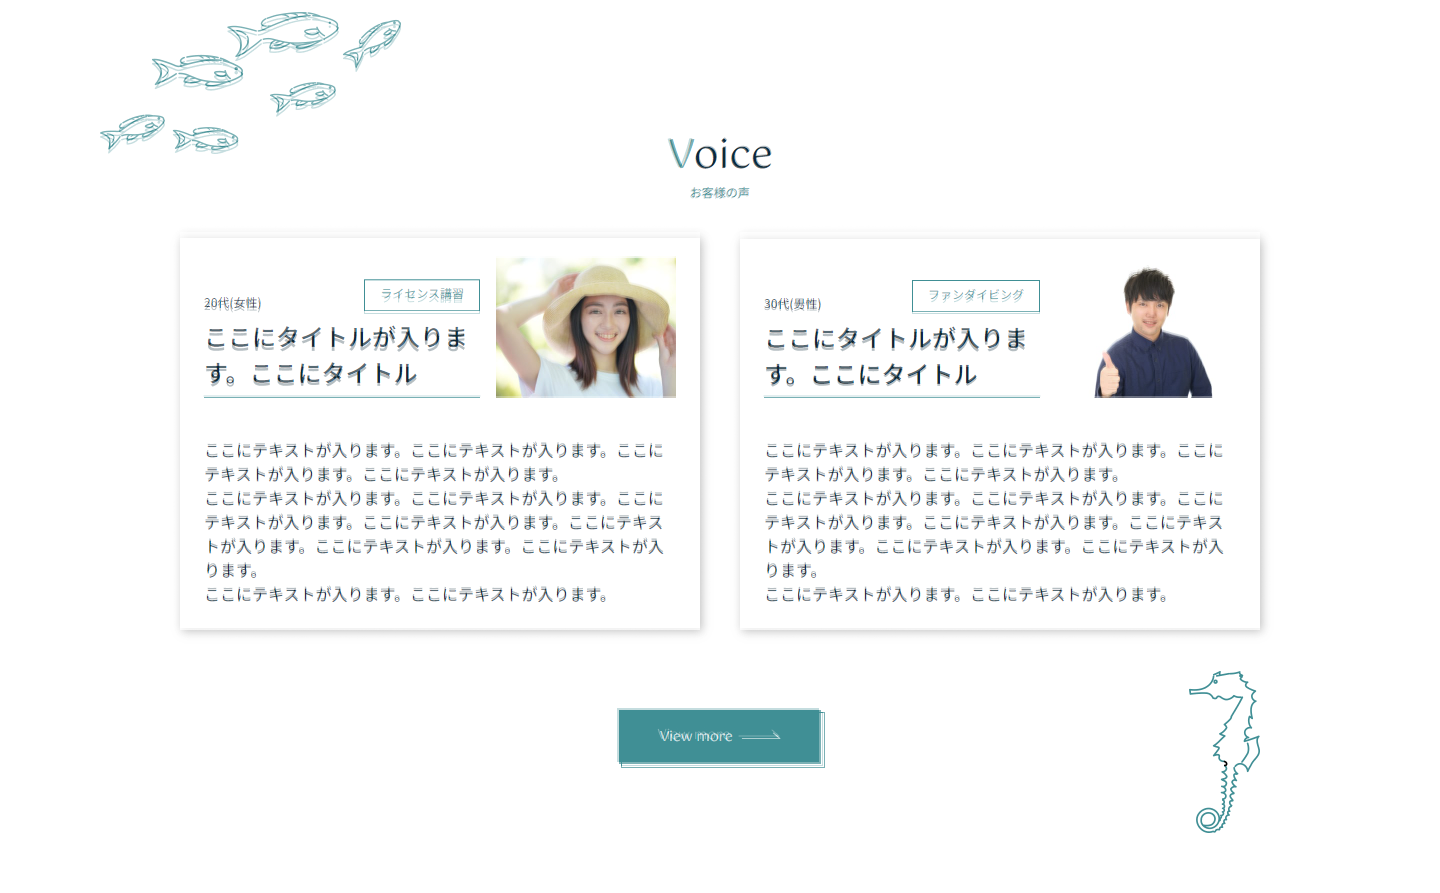 Voice
お客様の声
20代(女性)
ライセンス講習
ここにタイトルが入りま
す。ここにタイトル
ここにテキストが入ります。ここにテキストが入ります。ここに
テキストが入ります。ここにテキストが入ります。
ここにテキストが入ります。ここにテキストが入ります。ここに
テキストが入ります。ここにテキストが入ります。ここにテキス
トが入ります。ここにテキストが入ります。ここにテキストが入
ります。
ここにテキストが入ります。ここにテキストが入ります。
30代(男性)
ファンダイビング
ここにタイトルが入りま
す。ここにタイトル
ここにテキストが入ります。ここにテキストが入ります。ここに
テキストが入ります。ここにテキストが入ります。
ここにテキストが入ります。ここにテキストが入ります。ここに
テキストが入ります。ここにテキストが入ります。ここにテキス
トが入ります。ここにテキストが入ります。ここにテキストが入
ります。
ここにテキストが入ります。ここにテキストが入ります。
View more